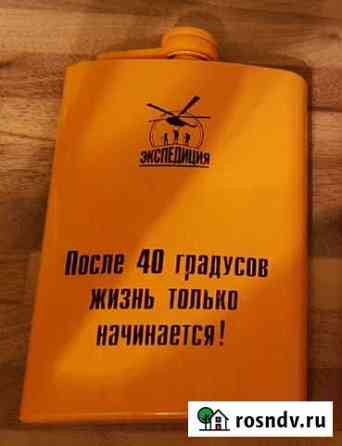 ЭКСПЕДИЦИЯ
После 40 градусов
жизнь только
начинается!
rosndv.ru